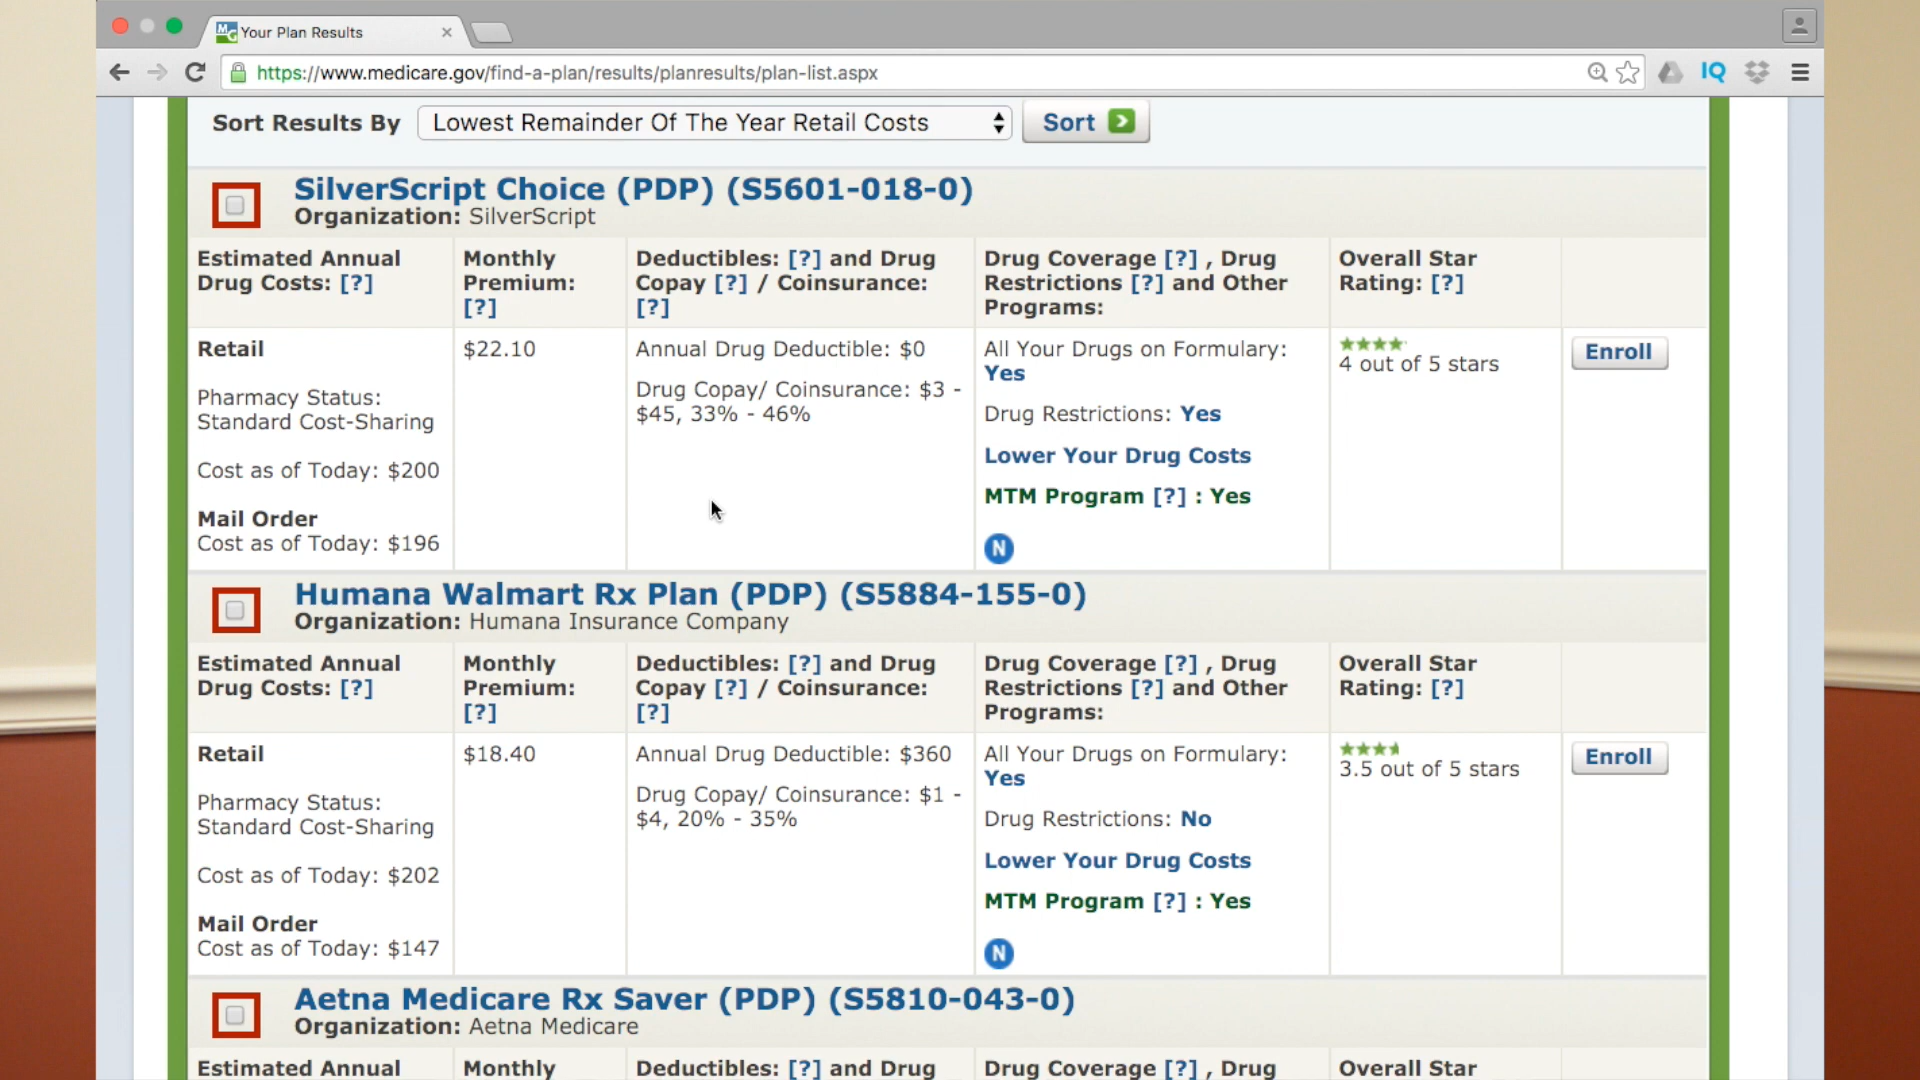 Your Plan Results
https://www.medicare.gov/find-a-plan/results/planresults/plan-list.aspx
IQ
Sort Results By
Lowest Remainder Of The Year Retail Costs
Sort
SilverScript Choice (PDP) (S5601-018-0)
Organization: SilverScript
Estimated Annual
Drug Costs: [?]
Monthly
Premium:
[?]
Deductibles: [?] and Drug
Copay [?] / Coinsurance:
[?]
Drug Coverage [?] , Drug
Restrictions [?] and Other
Programs:
Overall Star
Rating: [?]
Retail
Pharmacy Status:
Standard Cost-Sharing
Cost as of Today: $200
Mail Order
Cost as of Today: $196
$22.10
Annual Drug Deductible: $0
Drug Copay/ Coinsurance: $3 -
$45, 33% - 46%
All Your Drugs on Formulary:
Yes
Drug Restrictions: Yes
Lower Your Drug Costs
MTM Program [?] : Yes
N
4 out of 5 stars
Enroll
Humana Walmart Rx Plan (PDP) (S5884-155-0)
Organization: Humana Insurance Company
Estimated Annual
Drug Costs: [?]
Monthly
Premium:
[?]
Deductibles: [?] and Drug
Copay [?] / Coinsurance:
[?]
Drug Coverage [?] , Drug
Restrictions [?] and Other
Programs:
Overall Star
Rating: [?]
Retail
Pharmacy Status:
Standard Cost-Sharing
Cost as of Today: $202
Mail Order
Cost as of Today: $147
$18.40
Annual Drug Deductible: $360
Drug Copay/ Coinsurance: $1 -
$4, 20% - 35%
All Your Drugs on Formulary:
Yes
Drug Restrictions: No
Lower Your Drug Costs
MTM Program [?] : Yes
N
3.5 out of 5 stars
Enroll
Aetna Medicare Rx Saver (PDP) (S5810-043-0)
Organization: Aetna Medicare
Estimated Annual
Monthly
Deductibles: [?] and Drug
Drug Coverage [?] , Drug
Overall Star